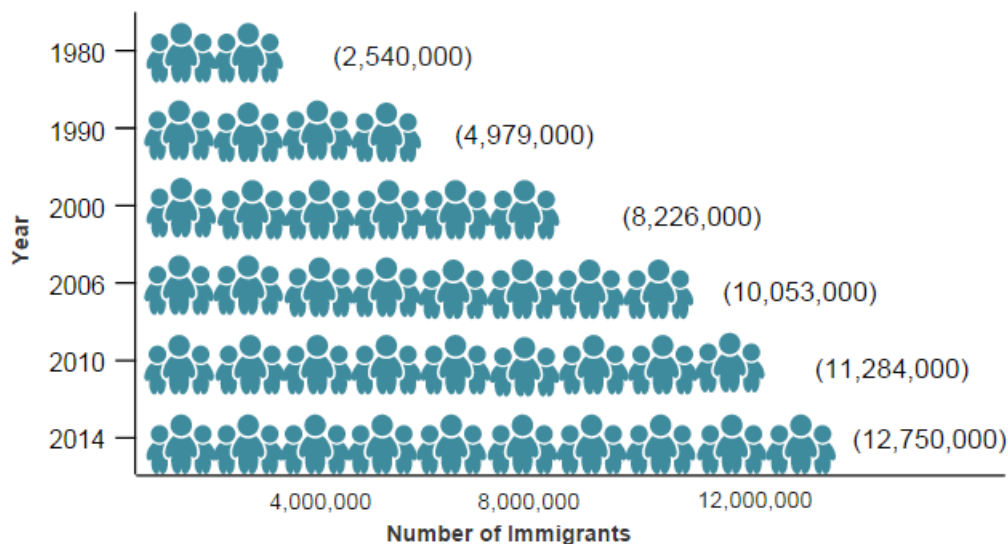 1980 (2,540,000)
1990 (4,979,000)
2000 (8,226,000)
Year
2006 (10,053,000)
2010 (11,284,000)
2014 (12,750,000)
4,000,000 8,000,000 12,000,000
Number of Immigrants